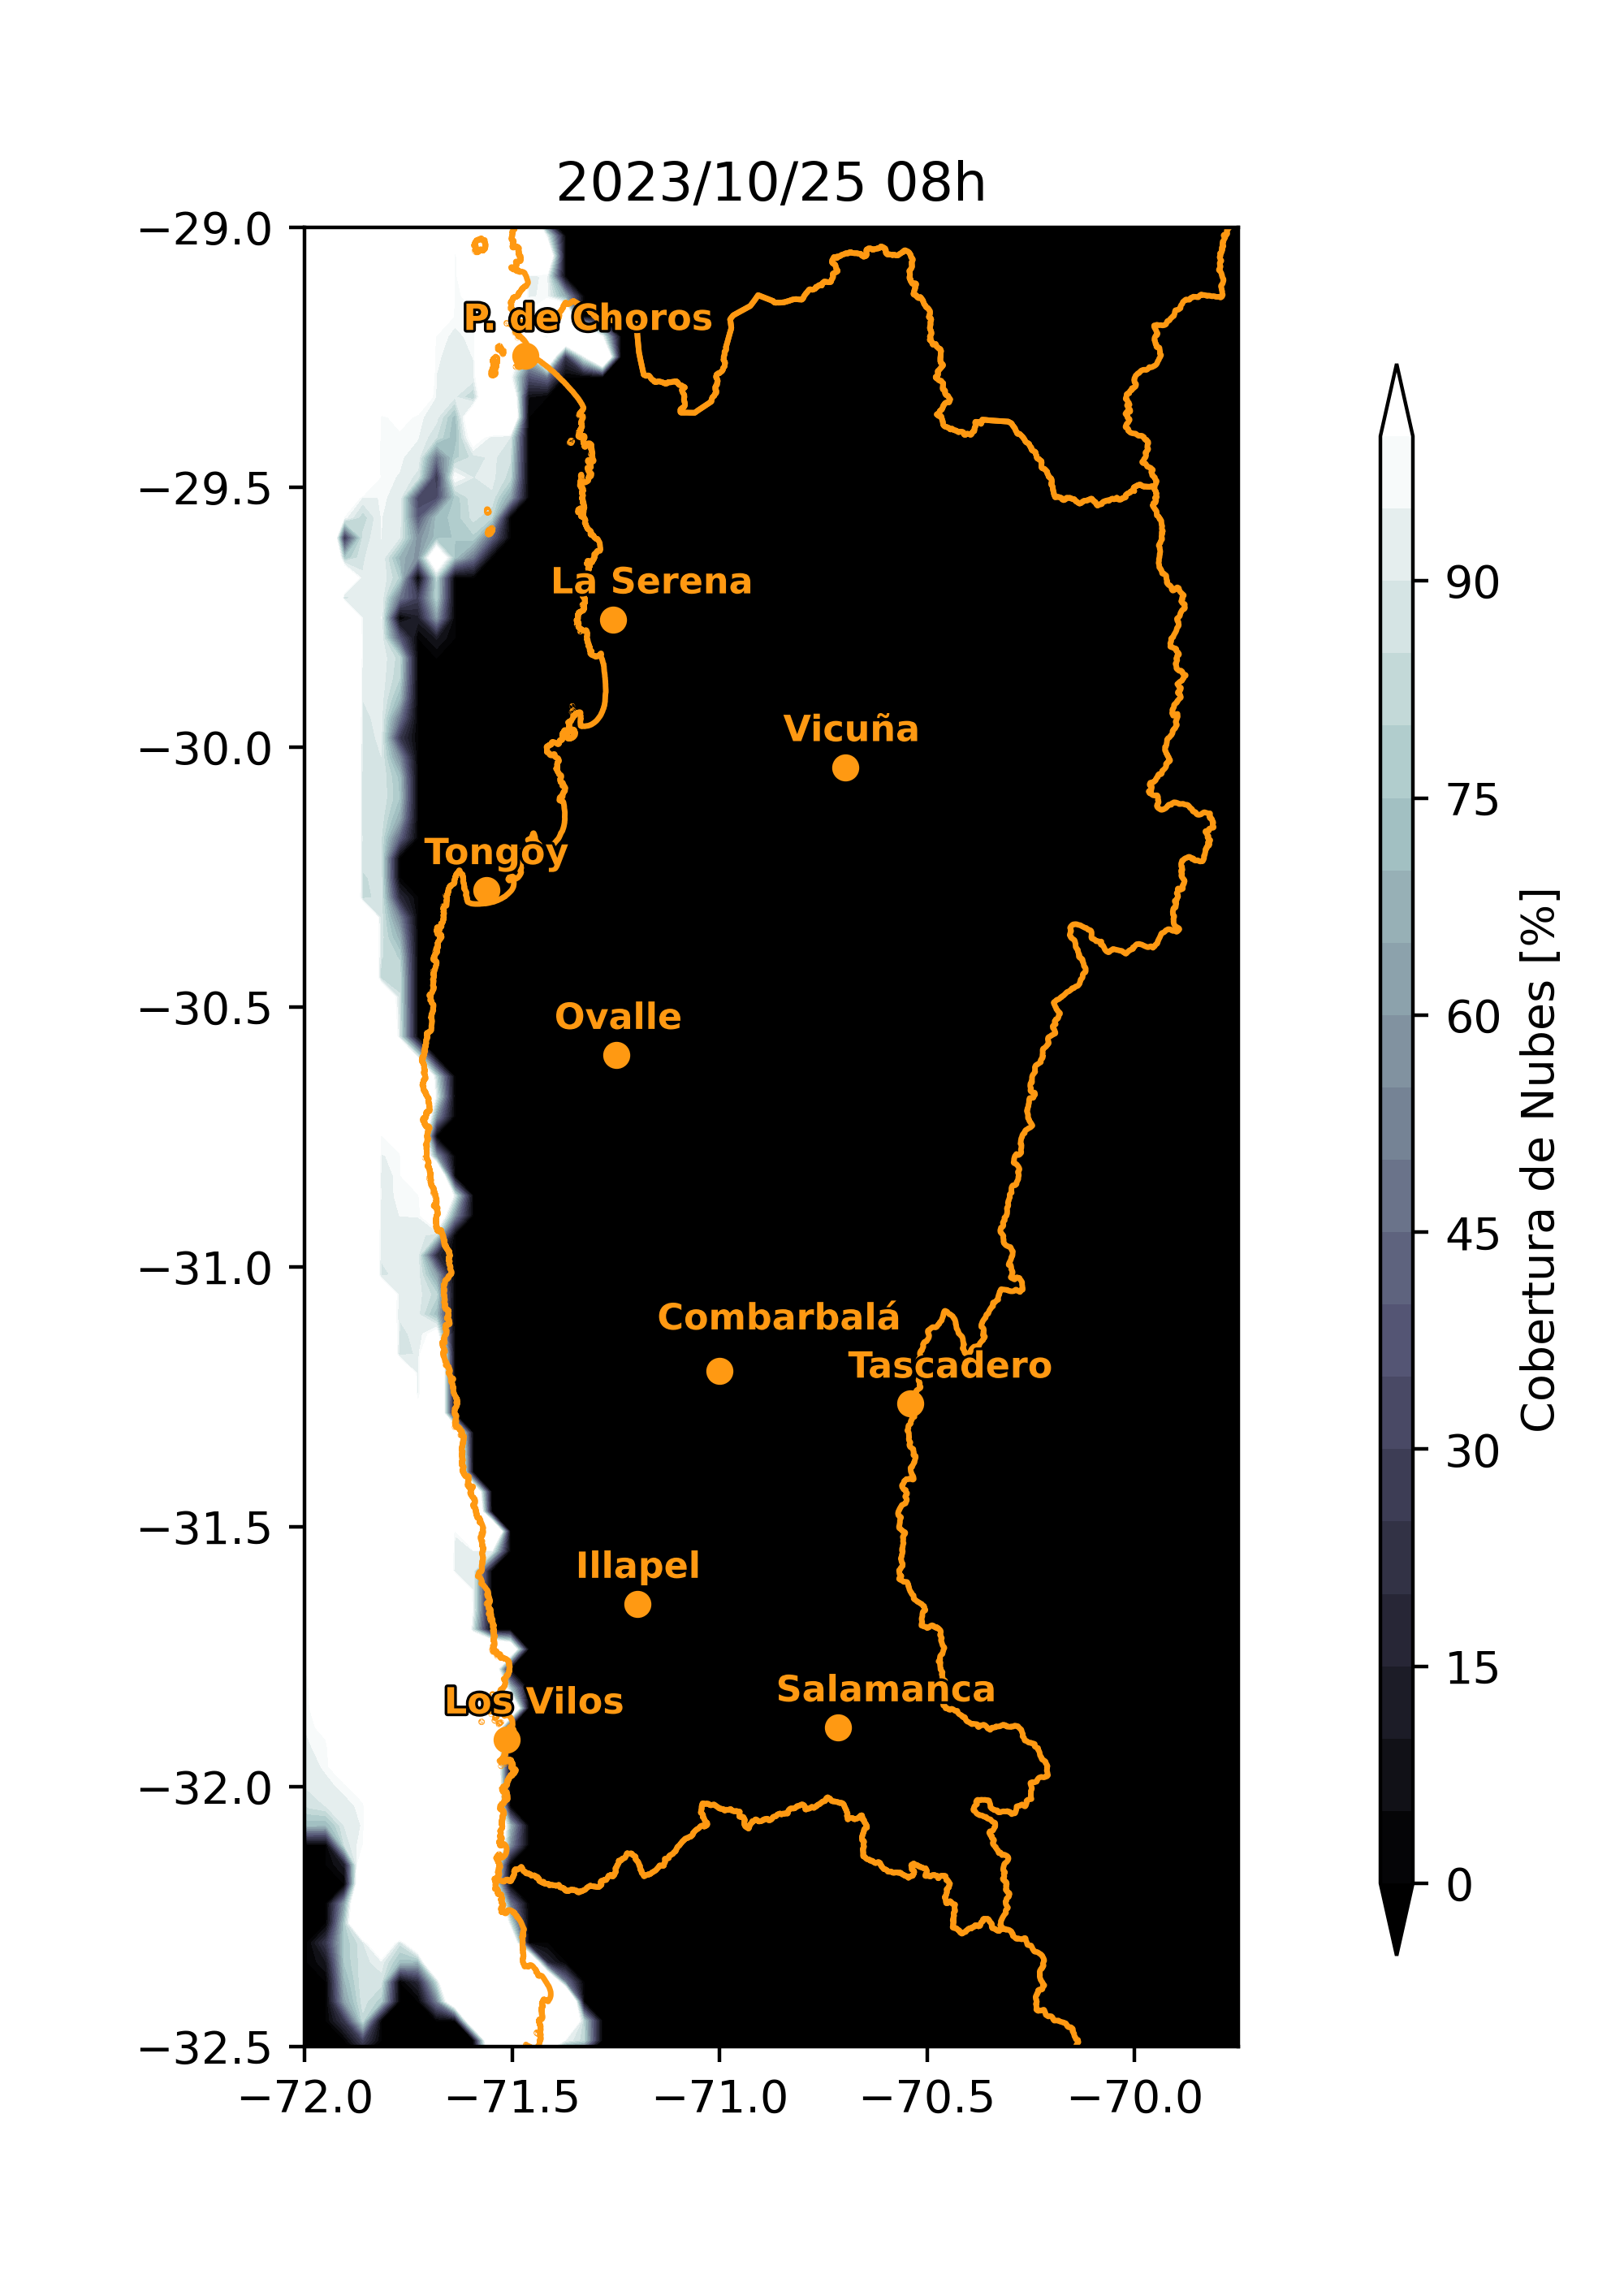 2023/10/25 08h
−29.0
P. de Choros
−29.5
La Serena
90
Vicuña
−30.0
75
Tongoy
−30.5
Ovalle
60
Cobertura de Nubes [%]
45
−31.0
Combarbalá
Tascadero
30
−31.5
Illapel
15
Salamanca
Los Vilos
−32.0
0
−32.5
−72.0 −71.5 −71.0 −70.5 −70.0